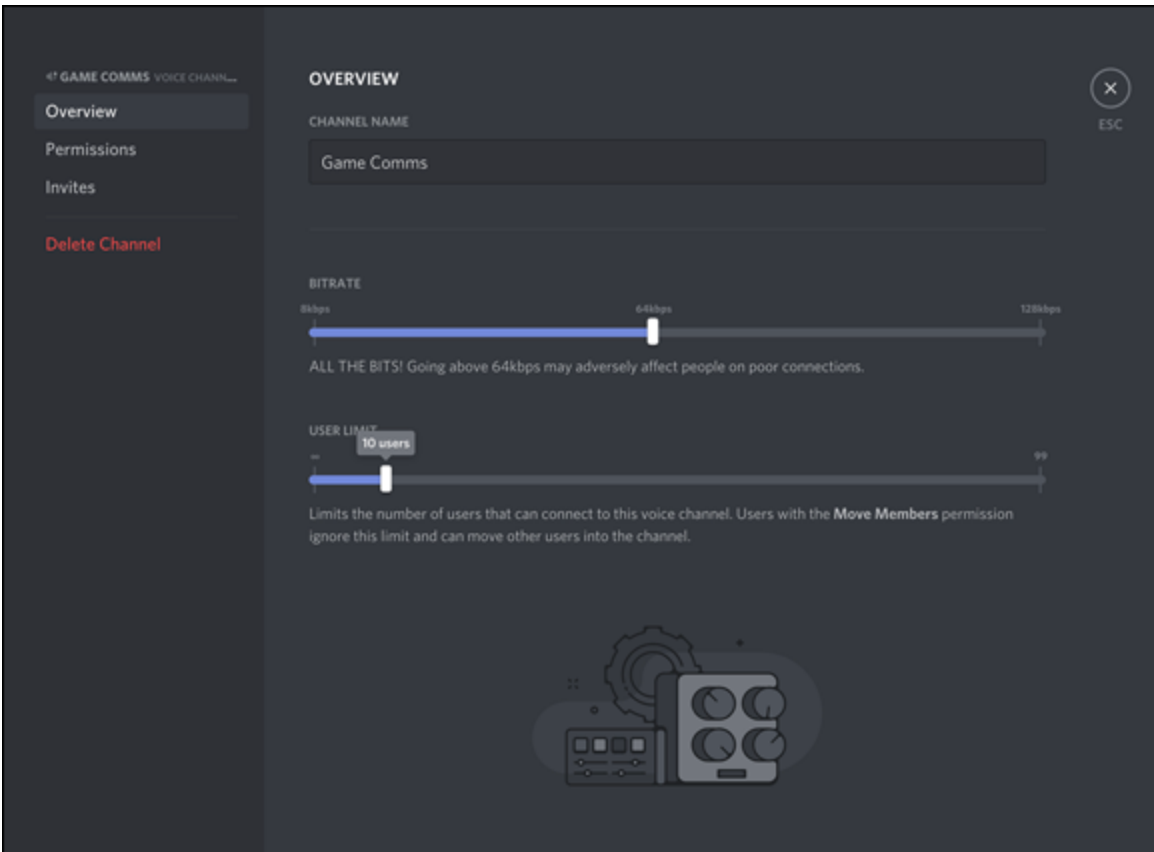 GAME COMMS VOICE CHANN...
Overview
Permissions
Invites
Delete Channel
OVERVIEW
ESC
CHANNEL NAME
Game Comms
BITRATE
8kbps 64kbps 128kbps
ALL THE BITS! Going above 64kbps may adversely affect people on poor connections.
USER LIMIT
10 users
∞ 99
Limits the number of users that can connect to this voice channel. Users with the Move Members permission
ignore this limit and can move other users into the channel.